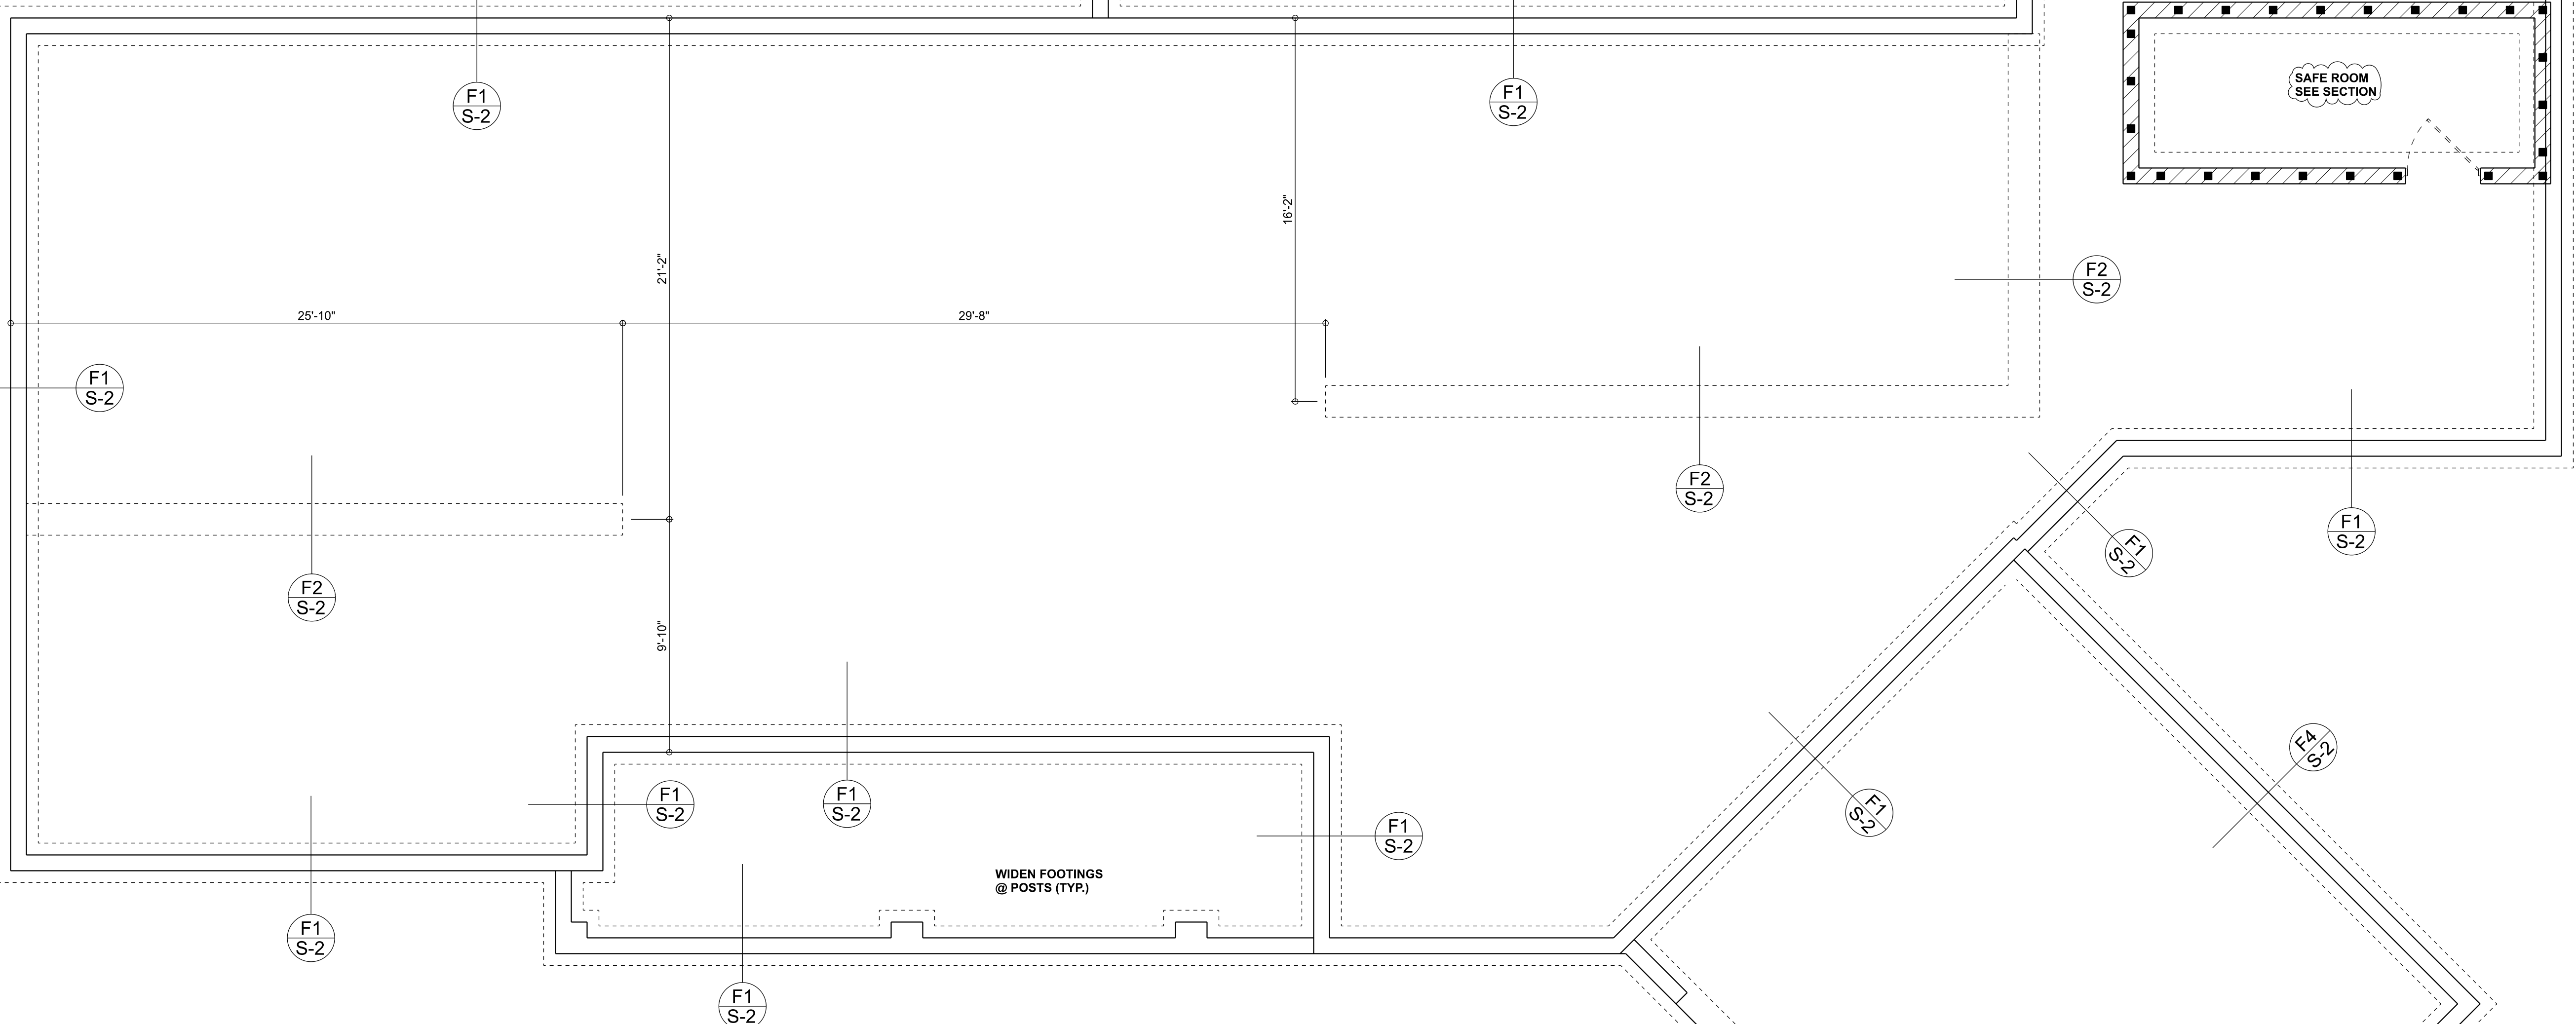 SAFE ROOM
SEE SECTION
F1
S-2
F1
S-2
16'-2"
21'-2"
F2
S-2
25'-10"
29'-8"
F1
S-2
F2
S-2
F1
S-2
F1
S-2
F2
S-2
9'-10"
F4
S-2
F1
S-2
F1
S-2
F1
S-2
F1
S-2
WIDEN FOOTINGS
@ POSTS (TYP.)
F1
S-2
F1
S-2